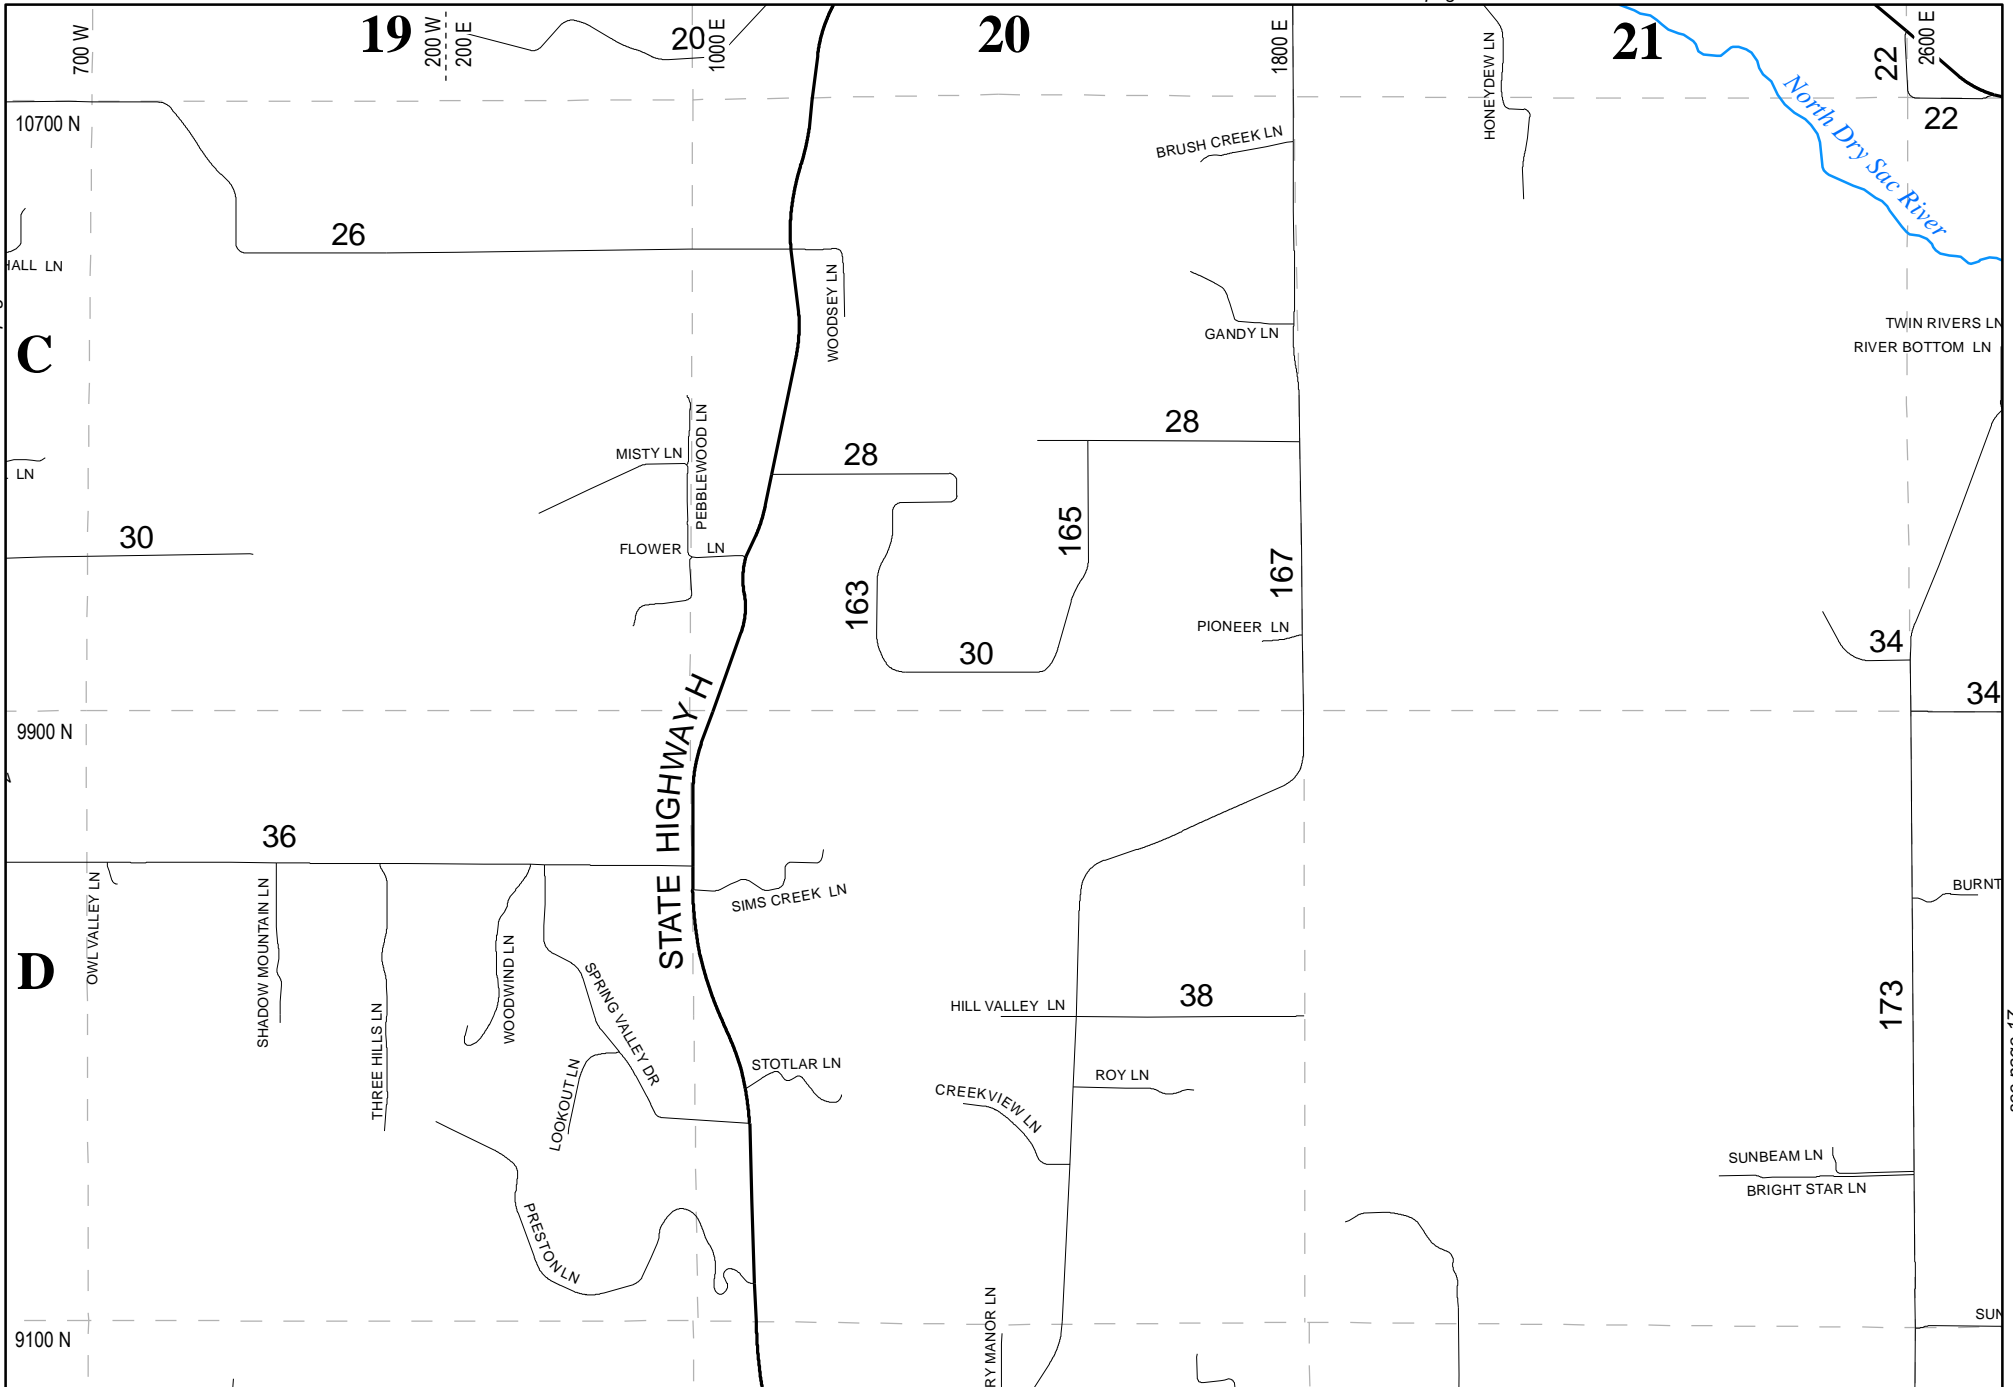 19
20
21
700 W
200 W
200 E
20
1000 E
1800 E
HONEYDEW LN
22
2600 E
22
10700 N
North Dry Sac River
BRUSH CREEK LN
26
HALL LN
WOODSEY LN
GANDY LN
TWIN RIVERS LN
RIVER BOTTOM LN
C
28
28
MISTY LN
PEBBLEWOOD LN
LN
30
FLOWER LN
165
163
167
PIONEER LN
30
34
34
9900 N
STATE HIGHWAY H
36
OWL VALLEY LN
SHADOW MOUNTAIN LN
THREE HILLS LN
WOODWIND LN
SPRING VALLEY DR
SIMS CREEK LN
BURNT
D
HILL VALLEY LN
38
173
LOOKOUT LN
STOTLAR LN
ROY LN
CREEKVIEW LN
SUNBEAM LN
BRIGHT STAR LN
PRESTON LN
RY MANOR LN
SUN
9100 N